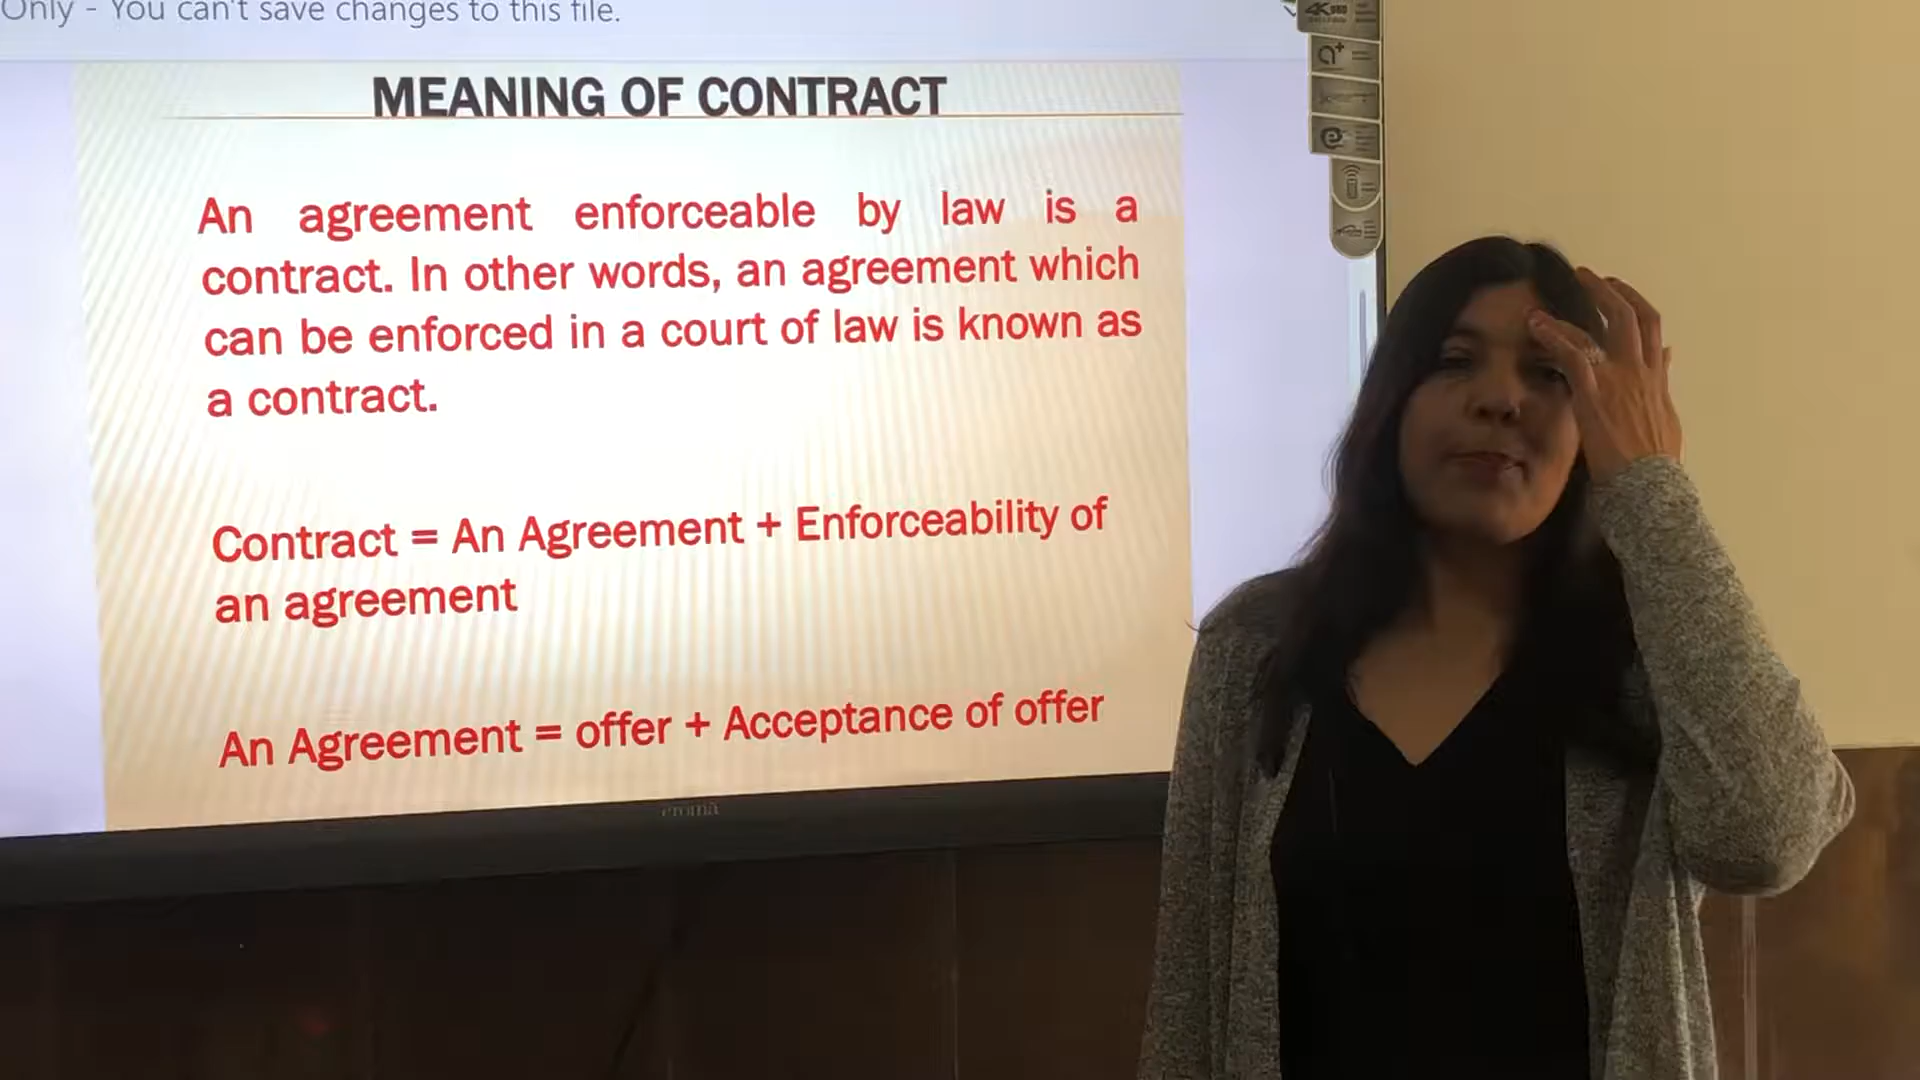 Only - You can't save changes to this file.
4K
MEANING OF CONTRACT
An agreement enforceable by law is a
contract. In other words, an agreement which
can be enforced in a court of law is known as
a contract.
Contract = An Agreement + Enforceability of
an agreement
An Agreement = offer + Acceptance of offer